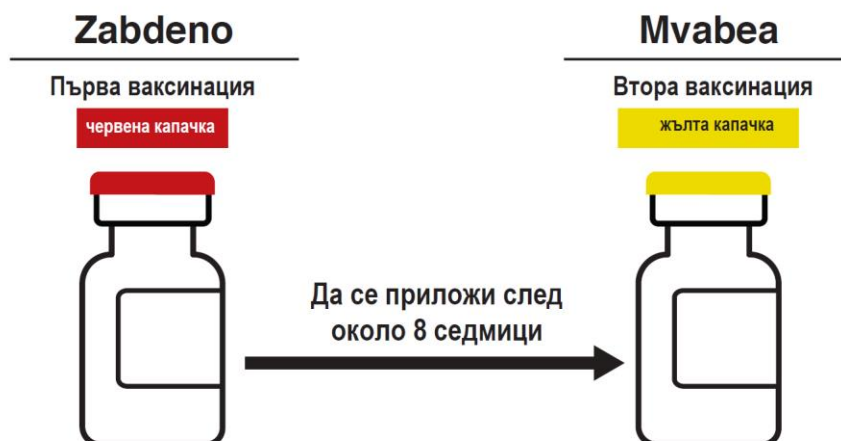 Zabdeno
Първа ваксинация
червена капачка
Да се приложи след
около 8 седмици
Mvabea
Втора ваксинация
жълта капачка